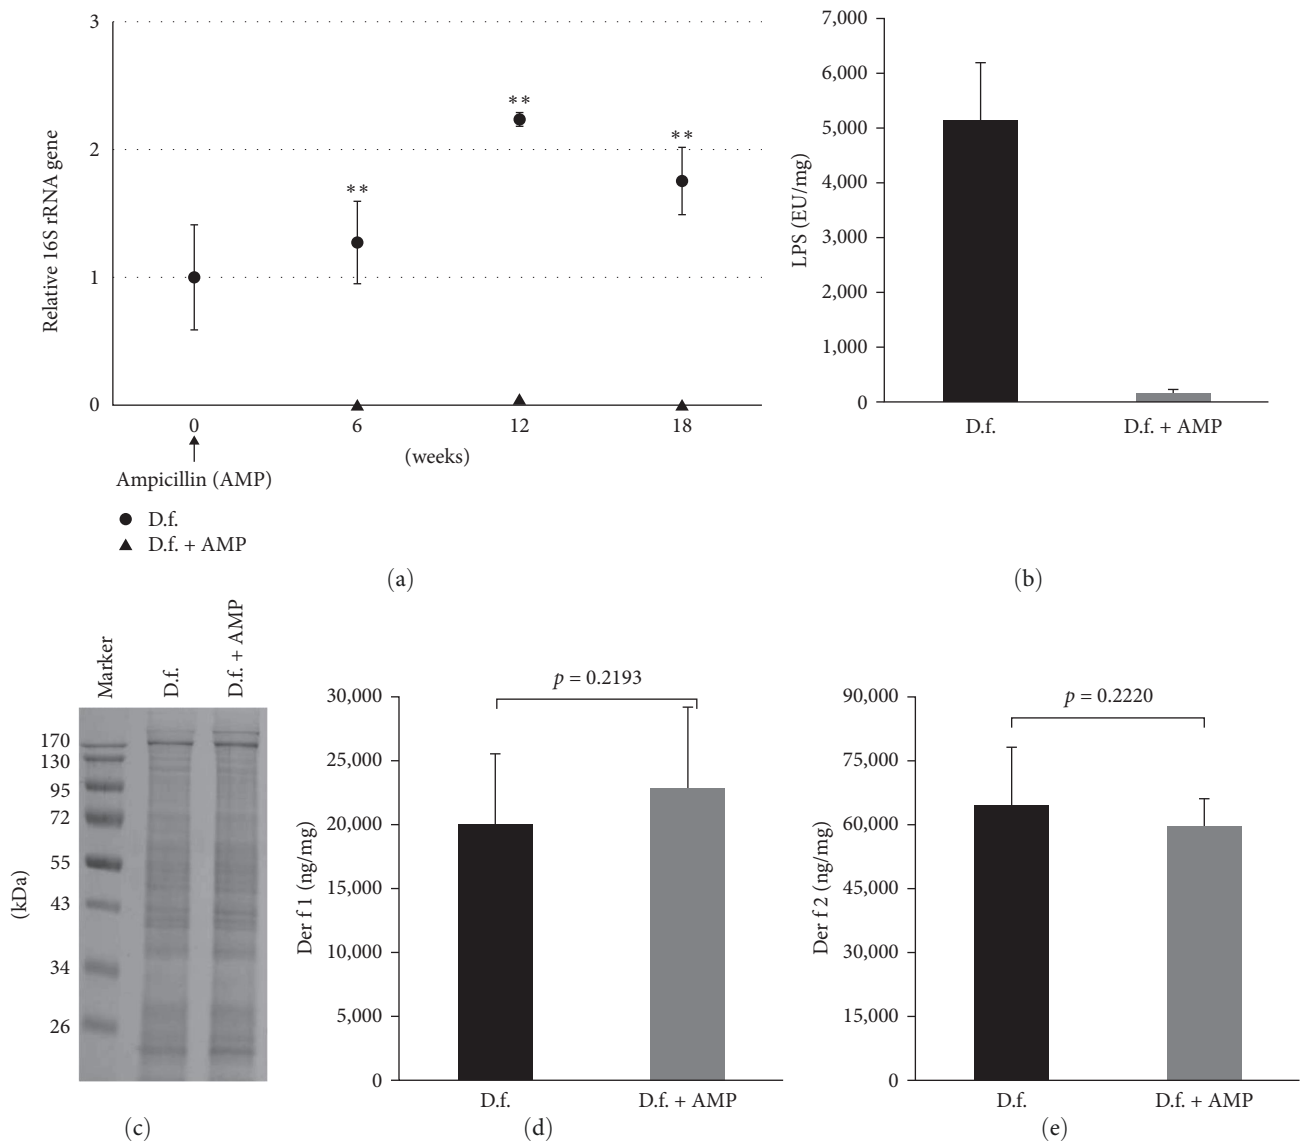 3
2
1
0
Relative 16S rRNA gene
**
**
**
0 6 12 18
(weeks)
Ampicillin (AMP)
D.f.
D.f. + AMP
(a)
7,000
6,000
5,000
4,000
3,000
2,000
1,000
0
LPS (EU/mg)
D.f. D.f. + AMP
(b)
Marker
D.f.
D.f. + AMP
170
130
95
72
55
43
34
26
(kDa)
(c)
p = 0.2193
30,000
25,000
20,000
15,000
10,000
5,000
0
Der f 1 (ng/mg)
D.f. D.f. + AMP
(d)
p = 0.2220
90,000
75,000
60,000
45,000
30,000
15,000
0
Der f 2 (ng/mg)
D.f. D.f. + AMP
(e)